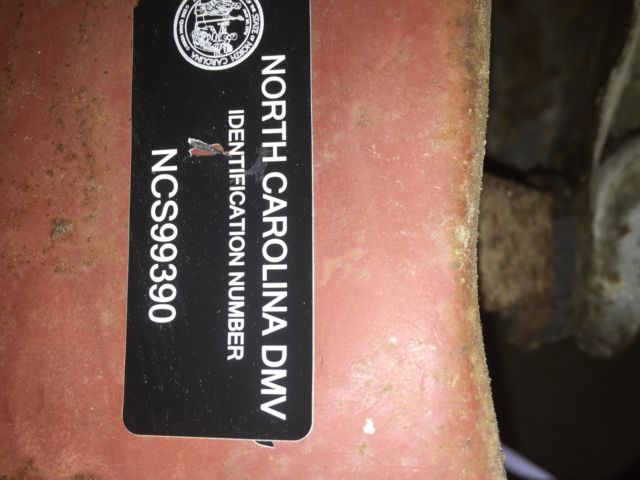 NORTH CAROLINA DMV
IDENTIFICATION NUMBER
NCS99390